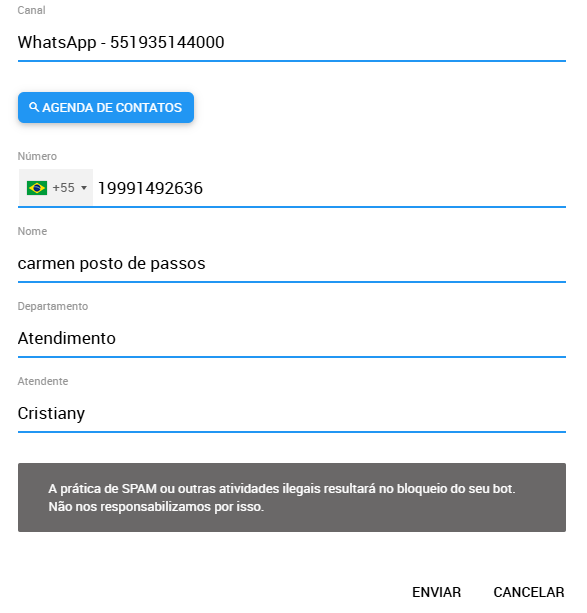 Canal
WhatsApp - 551935144000
AGENDA DE CONTATOS
Número
+55 19991492636
Nome
carmen posto de passos
Departamento
Atendimento
Atendente
Cristiany
A prática de SPAM ou outras atividades ilegais resultará no bloqueio do seu bot.
Não nos responsabilizamos por isso.
ENVIAR CANCELAR